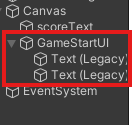 Canvas
scoreText
GameStartUI
Text (Legacy)
Text (Legacy)
EventSystem